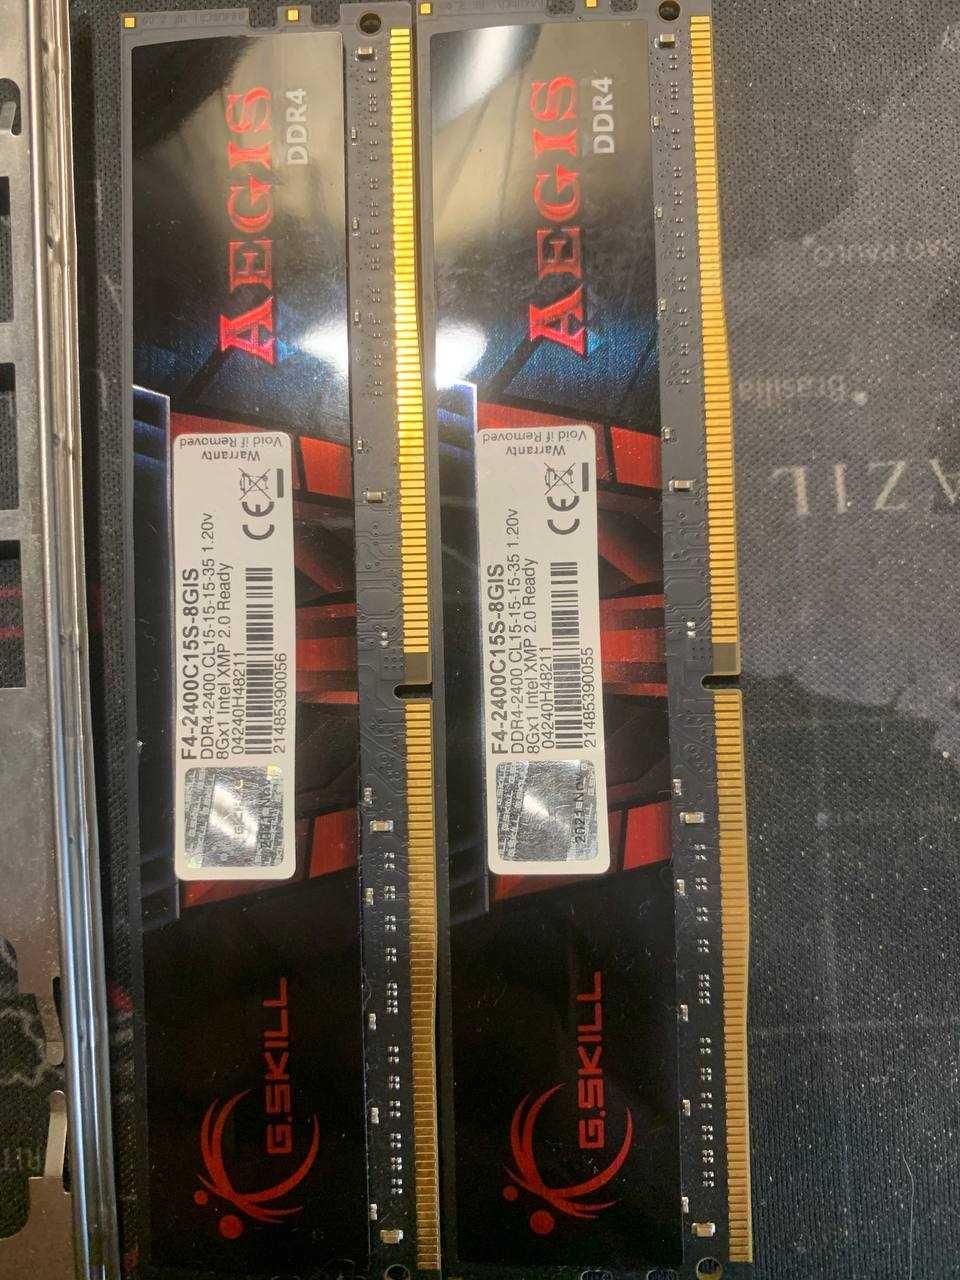 AEGIS
DDR4
Warranty
Void if Removed
F4-2400C15S-8GIS
DDR4-2400 CL15-15-15-35 1.20v
8Gx1 Intel XMP 2.0 Ready
04240H48211
21485390056
G.SKILL
AEGIS
DDR4
Warranty
Void if Removed
F4-2400C15S-8GIS
DDR4-2400 CL15-15-15-35 1.20v
8Gx1 Intel XMP 2.0 Ready
04240H48211
21485390055
G.SKILL
Brasilia
AZIL